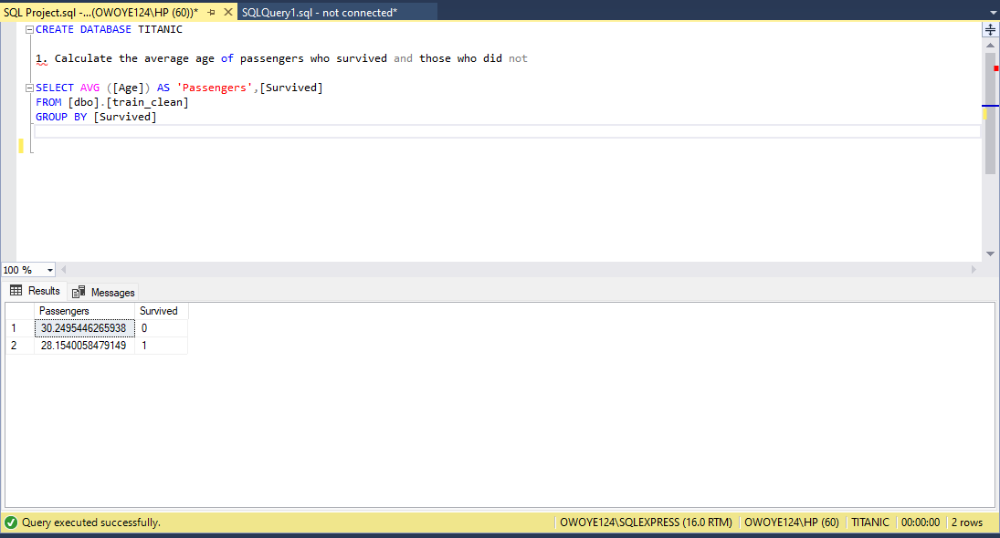 SQL Project.sql -...(OWOYE124\HP (60))* SQLQuery1.sql - not connected*
CREATE DATABASE TITANIC
1. Calculate the average age of passengers who survived and those who did not
SELECT AVG ([Age]) AS 'Passengers',[Survived]
FROM [dbo].[train_clean]
GROUP BY [Survived]
100 %
Results Messages
Passengers Survived
1 30.2495446265938 0
2 28.1540058479149 1
Query executed successfully. OWOYE124\SQLEXPRESS (16.0 RTM) OWOYE124\HP (60) TITANIC 00:00:00 2 rows